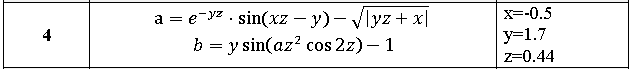 4
a = e^{-yz} · sin(xz − y) − √|yz + x|
b = y sin(az² cos 2z) − 1
x=-0.5
y=1.7
z=0.44